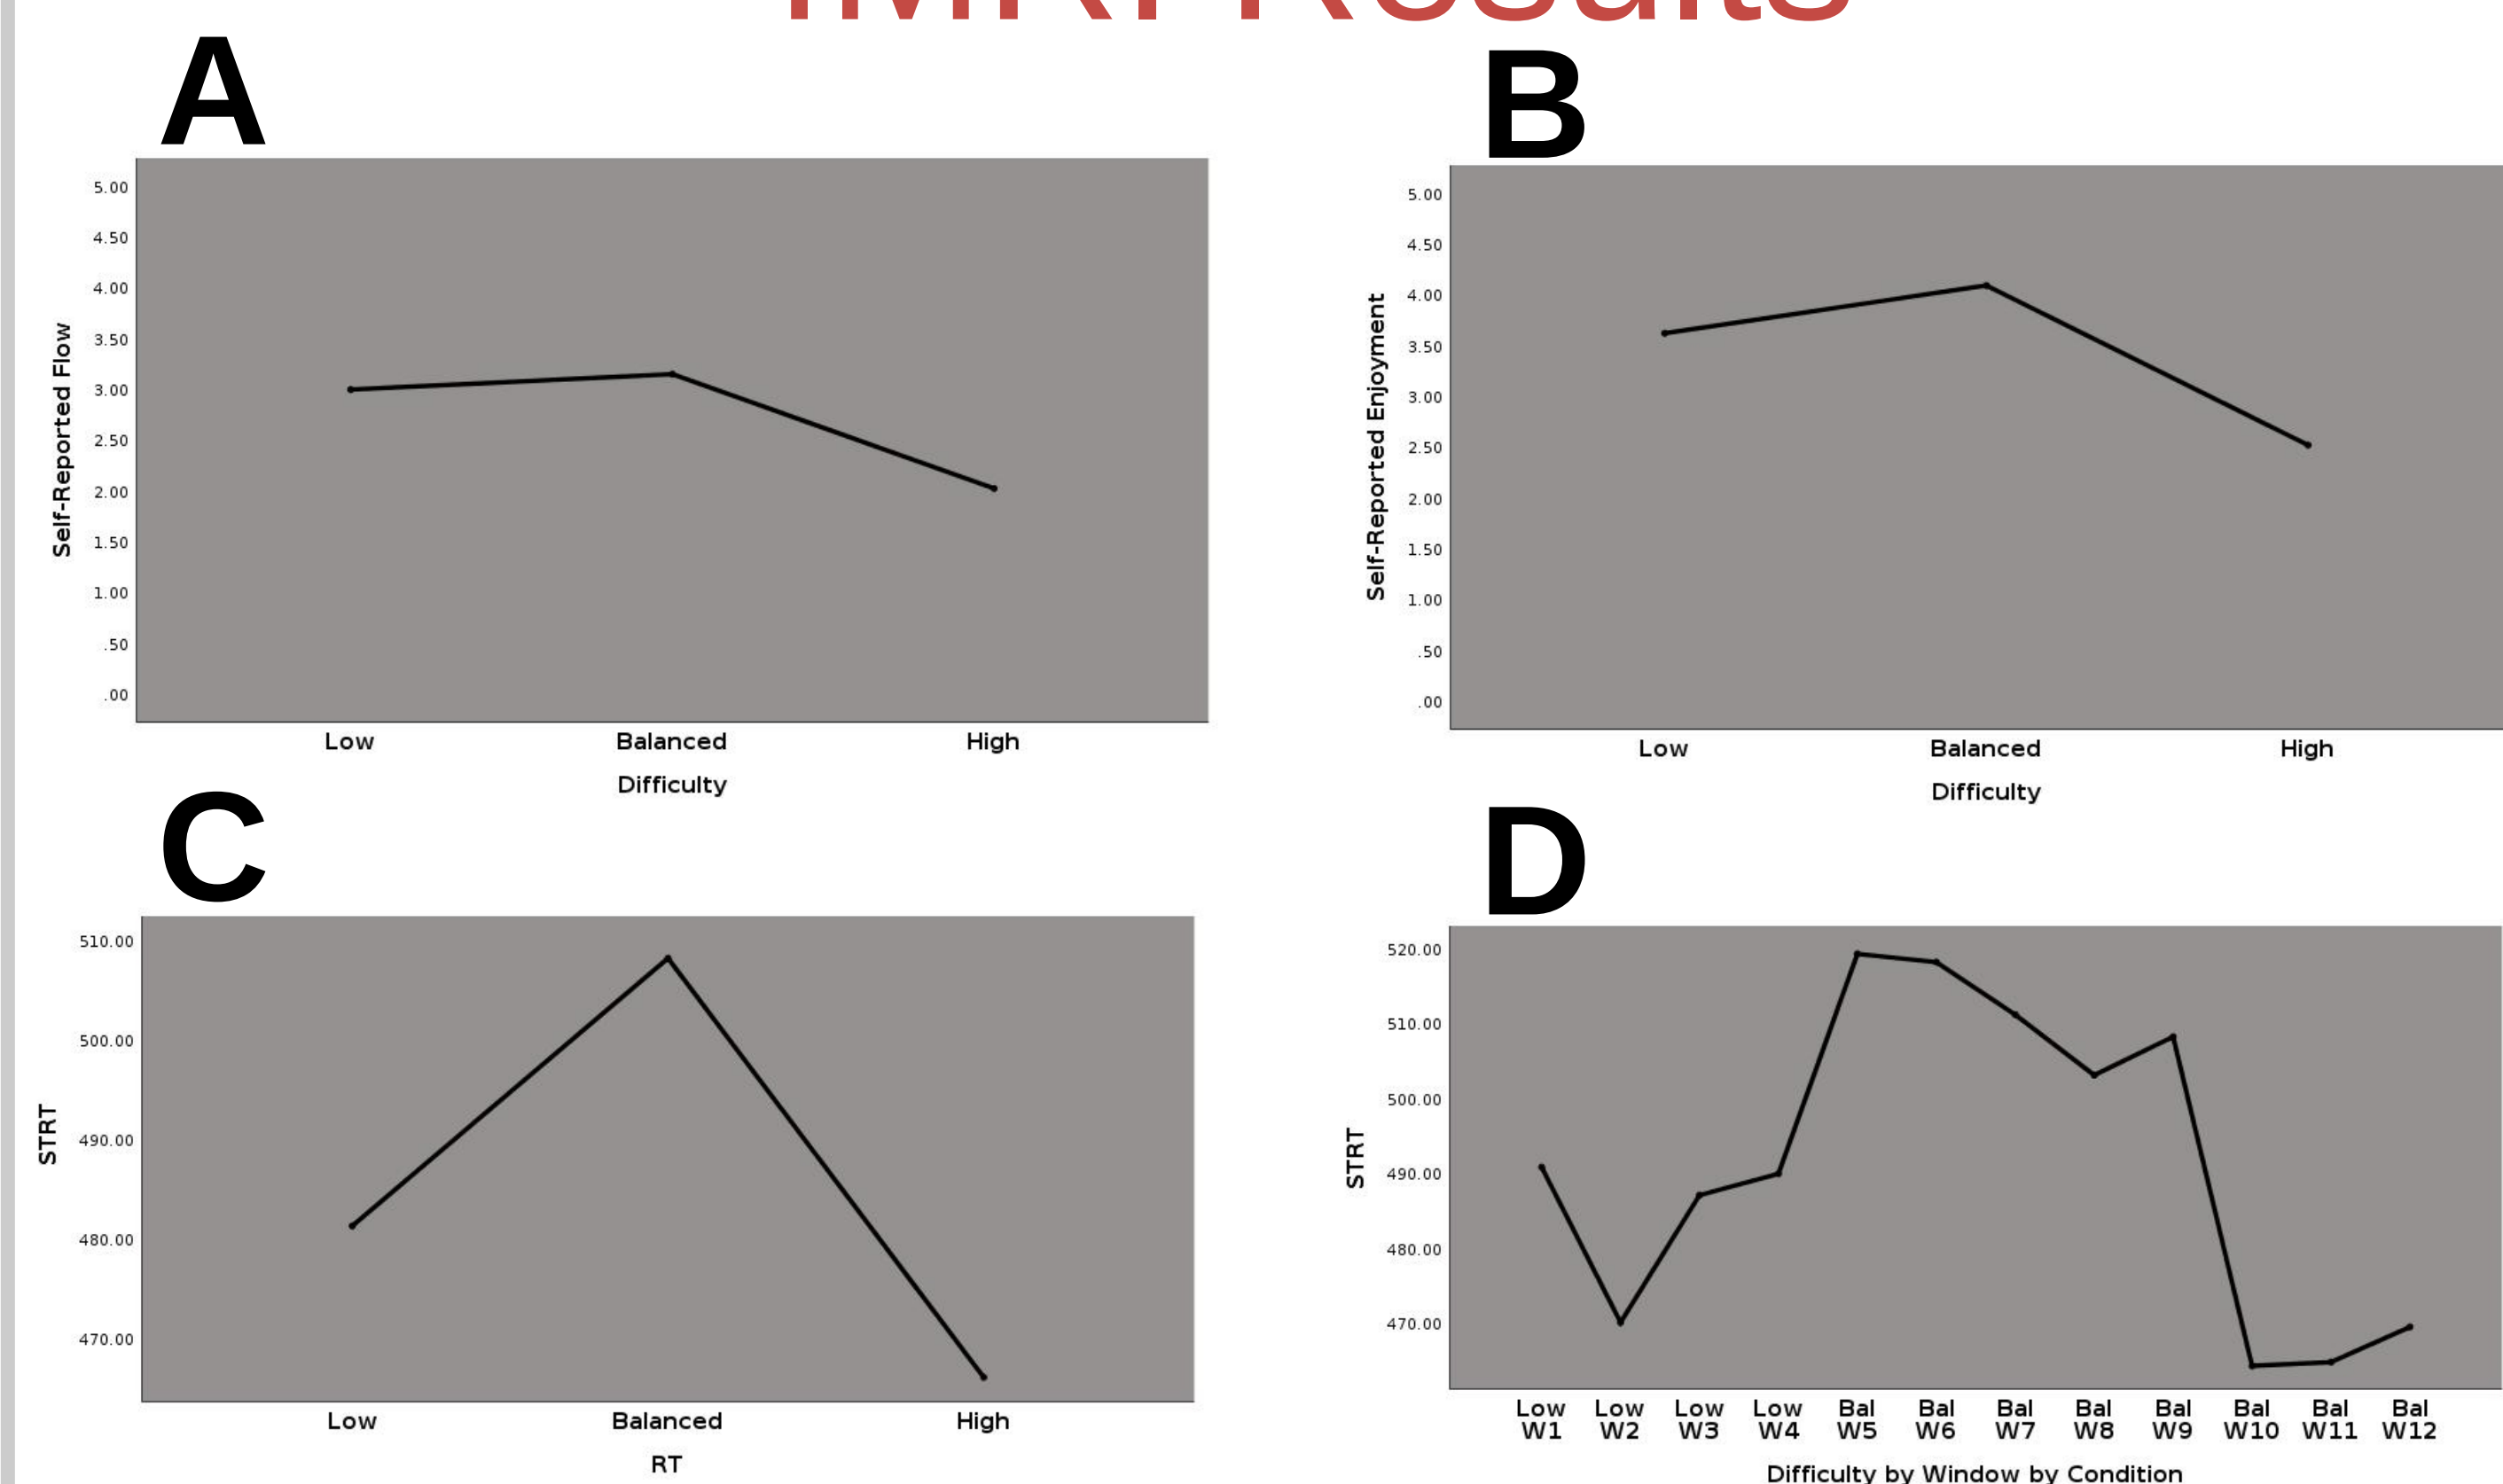 fMRI Results
A
5.00
4.50
4.00
3.50
3.00
2.50
2.00
1.50
1.00
.50
.00
Self-Reported Flow
Low Balanced High
Difficulty
B
5.00
4.50
4.00
3.50
3.00
2.50
2.00
1.50
1.00
.50
.00
Self-Reported Enjoyment
Low Balanced High
Difficulty
C
510.00
500.00
490.00
480.00
470.00
STRT
Low Balanced High
RT
D
520.00
510.00
500.00
490.00
480.00
470.00
STRT
Low Low Low Low Bal Bal Bal Bal Bal Bal Bal Bal
W1 W2 W3 W4 W5 W6 W7 W8 W9 W10 W11 W12
Difficulty by Window by Condition